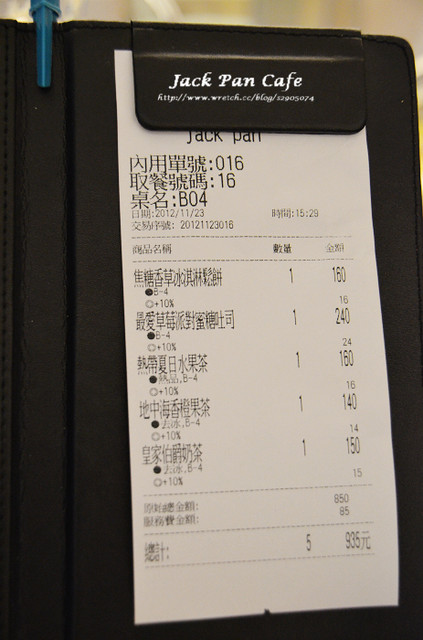 Jack Pan Cafe
http://www.wretch.cc/blog/s2905074
Jack pan
內用單號:016
取餐號碼:16
桌名:B04
日期:2012/11/23 時間:15:29
交易序號: 20121123016
商品名稱 數量 金額
焦糖香草冰淇淋鬆餅 1 160
●B-4
◎+10% 16
最愛草莓派對蜜糖吐司 1 240
●B-4
◎+10% 24
熱帶夏日水果茶 1 160
●熱品,B-4
◎+10% 16
地中海香橙果茶 1 140
●去冰,B-4
◎+10% 14
皇家伯爵奶茶 1 150
●去冰,B-4
◎+10% 15
原始總金額: 850
服務費金額: 85
總計: 5 935元